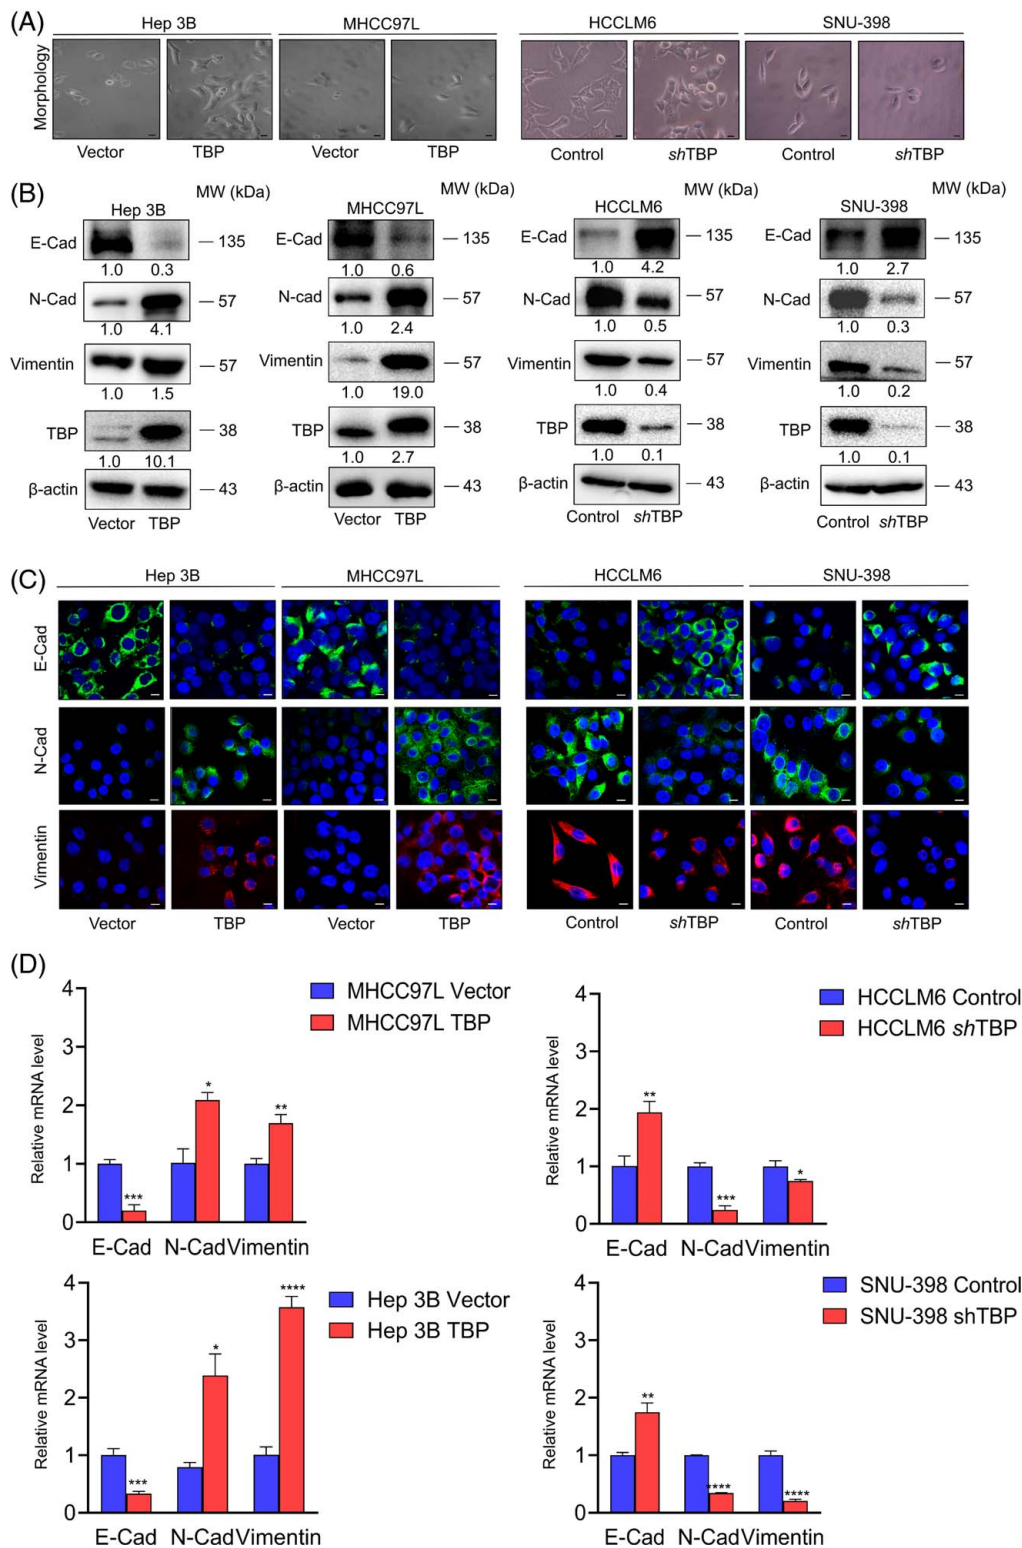 (A)
Hep 3B MHCC97L HCCLM6 SNU-398
Morphology
Vector TBP Vector TBP Control shTBP Control shTBP
(B)
MW (kDa) MW (kDa) MW (kDa) MW (kDa)
Hep 3B MHCC97L HCCLM6 SNU-398
E-Cad 135 E-Cad 135 E-Cad 135 E-Cad 135
1.0 0.3 1.0 0.6 1.0 4.2 1.0 2.7
N-Cad 57 N-cad 57 N-Cad 57 N-Cad 57
1.0 4.1 1.0 2.4 1.0 0.5 1.0 0.3
Vimentin 57 Vimentin 57 Vimentin 57 Vimentin 57
1.0 1.5 1.0 19.0 1.0 0.4 1.0 0.2
TBP 38 TBP 38 TBP 38 TBP 38
1.0 10.1 1.0 2.7 1.0 0.1 1.0 0.1
β-actin 43 β-actin 43 β-actin 43 β-actin 43
Vector TBP Vector TBP Control shTBP Control shTBP
(C)
Hep 3B MHCC97L HCCLM6 SNU-398
E-Cad
N-Cad
Vimentin
Vector TBP Vector TBP Control shTBP Control shTBP
(D)
MHCC97L Vector
MHCC97L TBP
Relative mRNA level
4
3
2
1
0
*** * **
E-Cad N-Cad Vimentin
HCCLM6 Control
HCCLM6 shTBP
Relative mRNA level
4
3
2
1
0
** *** *
E-Cad N-Cad Vimentin
Hep 3B Vector
Hep 3B TBP
Relative mRNA level
4
3
2
1
0
*** * ****
E-Cad N-Cad Vimentin
SNU-398 Control
SNU-398 shTBP
Relative mRNA level
4
3
2
1
0
** **** ****
E-Cad N-Cad Vimentin